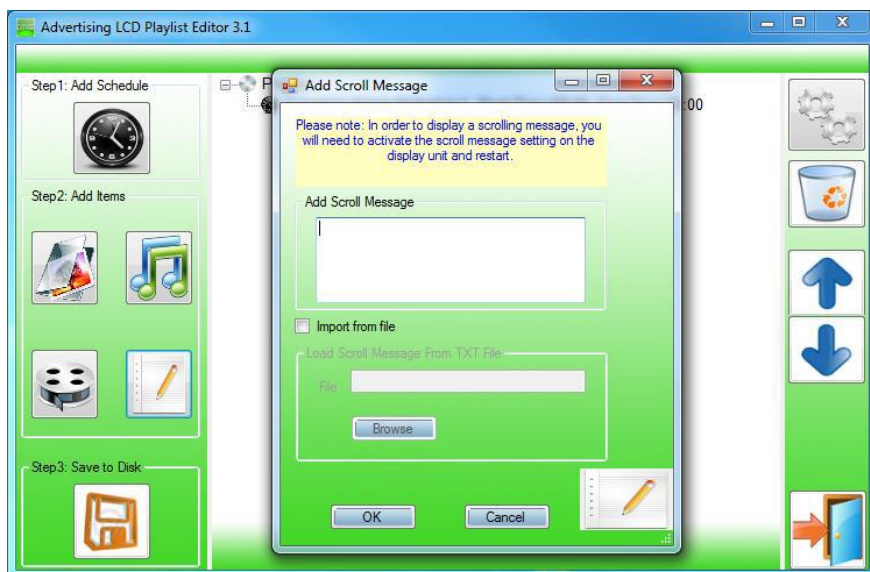 Advertising LCD Playlist Editor 3.1
Step1: Add Schedule
P
:00
Step2: Add Items
Step3: Save to Disk
Add Scroll Message
Please note: In order to display a scrolling message, you
will need to activate the scroll message setting on the
display unit and restart.
Add Scroll Message
Import from file
Load Scroll Message From TXT File
File
Browse
OK
Cancel